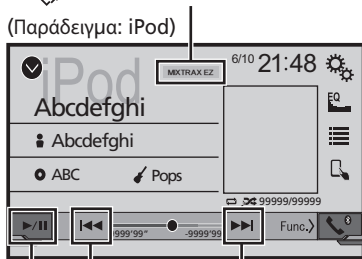 (Παράδειγμα: iPod)
iPod
MIXTRAX EZ
6/10 21:48
Abcdefghi
EQ
Abcdefghi
ABC Pops
99999/99999
9999'99" -9999'99
Func.